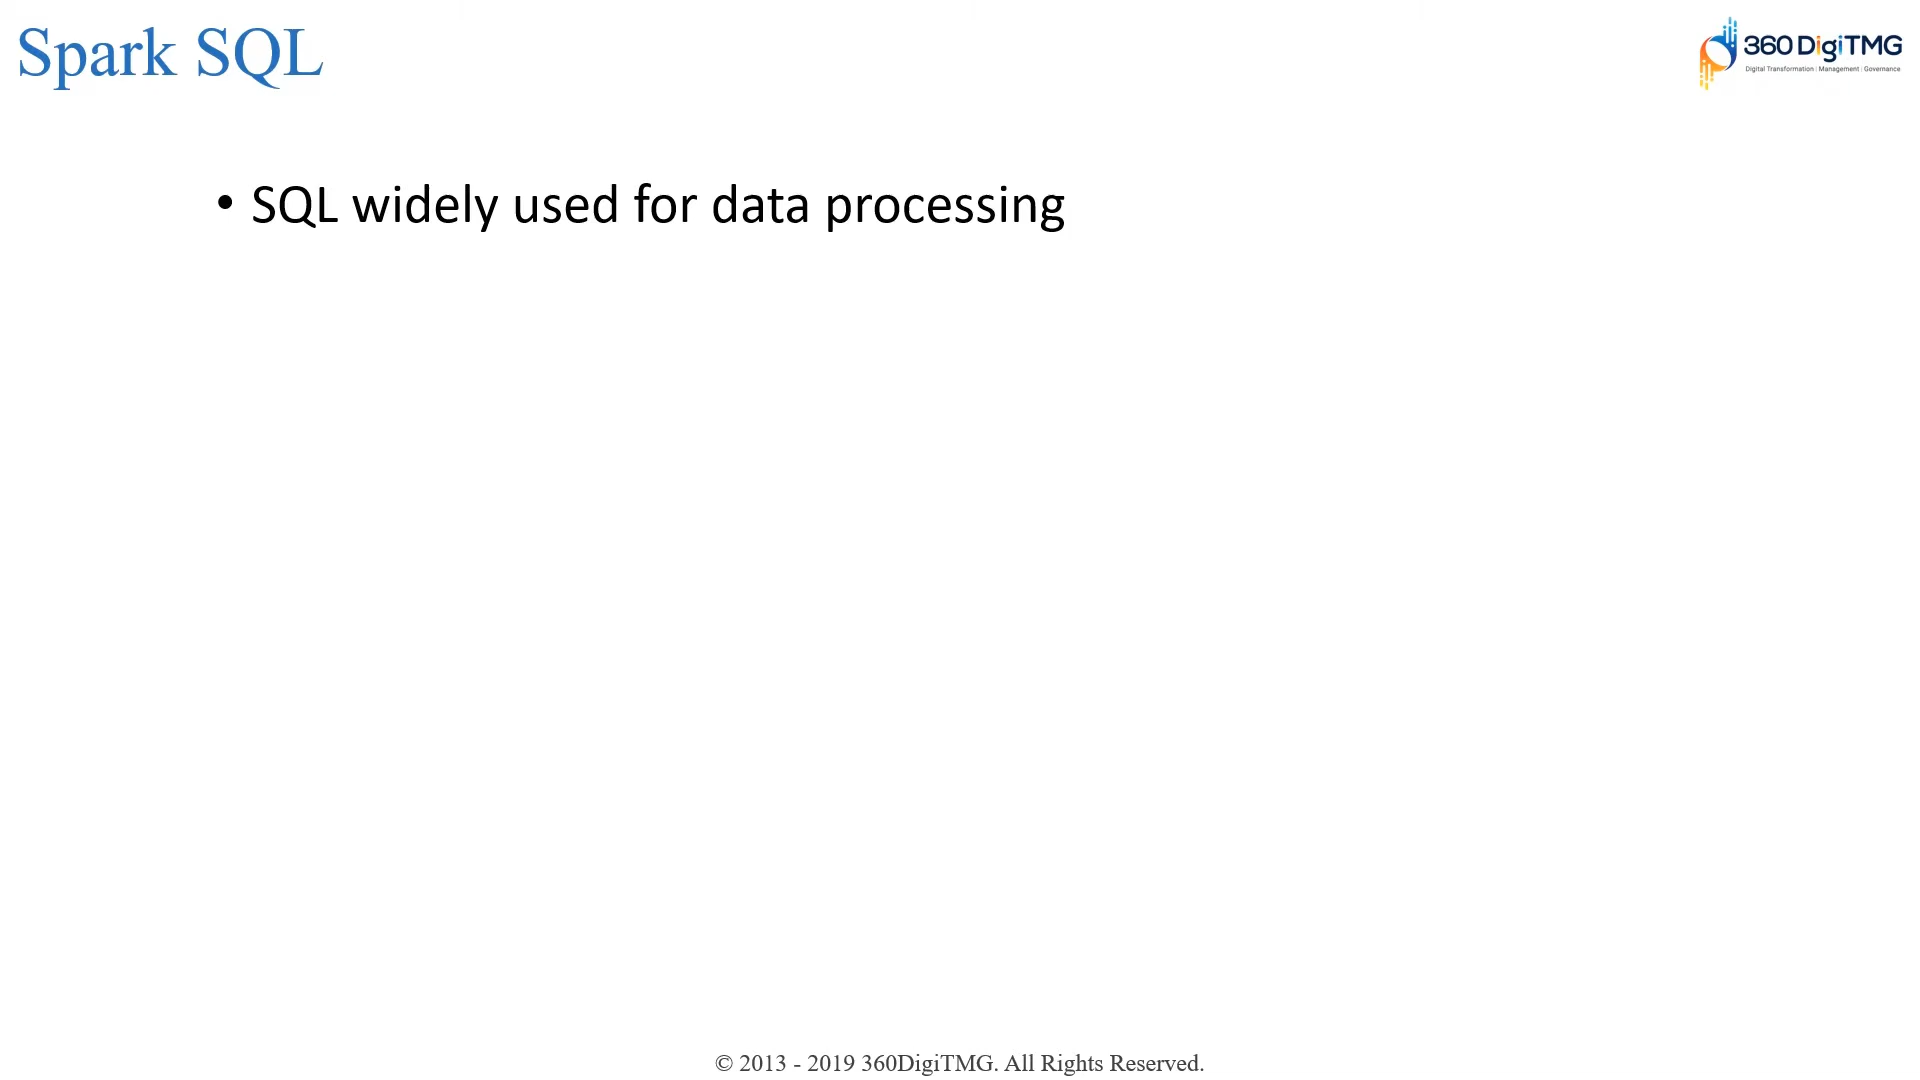 Spark SQL
360 DigiTMG
Digital Transformation | Management | Governance
• SQL widely used for data processing
© 2013 - 2019 360DigiTMG. All Rights Reserved.